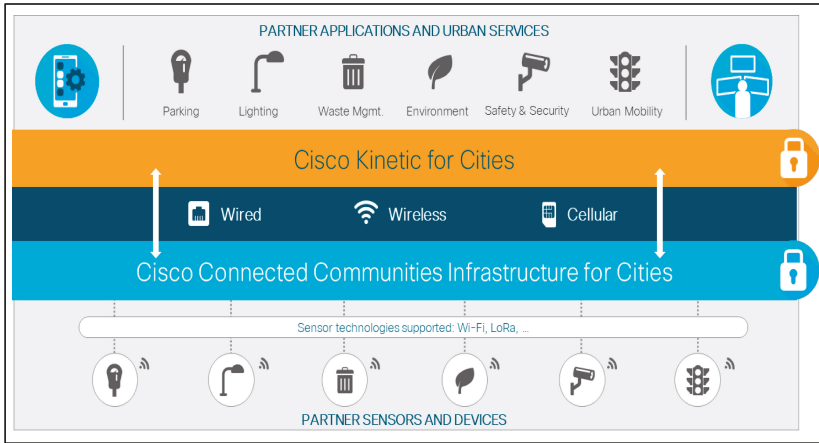 PARTNER APPLICATIONS AND URBAN SERVICES
Parking
Lighting
Waste Mgmt.
Environment
Safety & Security
Urban Mobility
Cisco Kinetic for Cities
Wired
Wireless
Cellular
Cisco Connected Communities Infrastructure for Cities
Sensor technologies supported: Wi-Fi, LoRa, ...
PARTNER SENSORS AND DEVICES